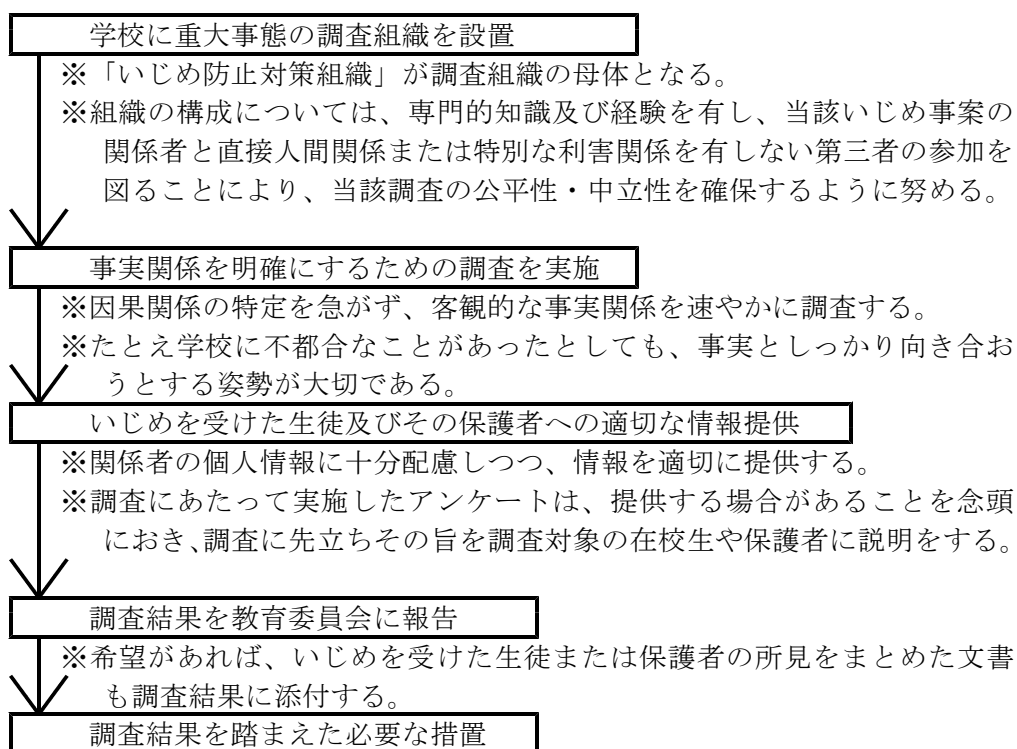 学校に重大事態の調査組織を設置
※「いじめ防止対策組織」が調査組織の母体となる。
※組織の構成については、専門的知識及び経験を有し、当該いじめ事案の
関係者と直接人間関係または特別な利害関係を有しない第三者の参加を
図ることにより、当該調査の公平性・中立性を確保するように努める。
事実関係を明確にするための調査を実施
※因果関係の特定を急がず、客観的な事実関係を速やかに調査する。
※たとえ学校に不都合なことがあったとしても、事実としっかり向き合お
うとする姿勢が大切である。
いじめを受けた生徒及びその保護者への適切な情報提供
※関係者の個人情報に十分配慮しつつ、情報を適切に提供する。
※調査にあたって実施したアンケートは、提供する場合があることを念頭
におき、調査に先立ちその旨を調査対象の在校生や保護者に説明をする。
調査結果を教育委員会に報告
※希望があれば、いじめを受けた生徒または保護者の所見をまとめた文書
も調査結果に添付する。
調査結果を踏まえた必要な措置